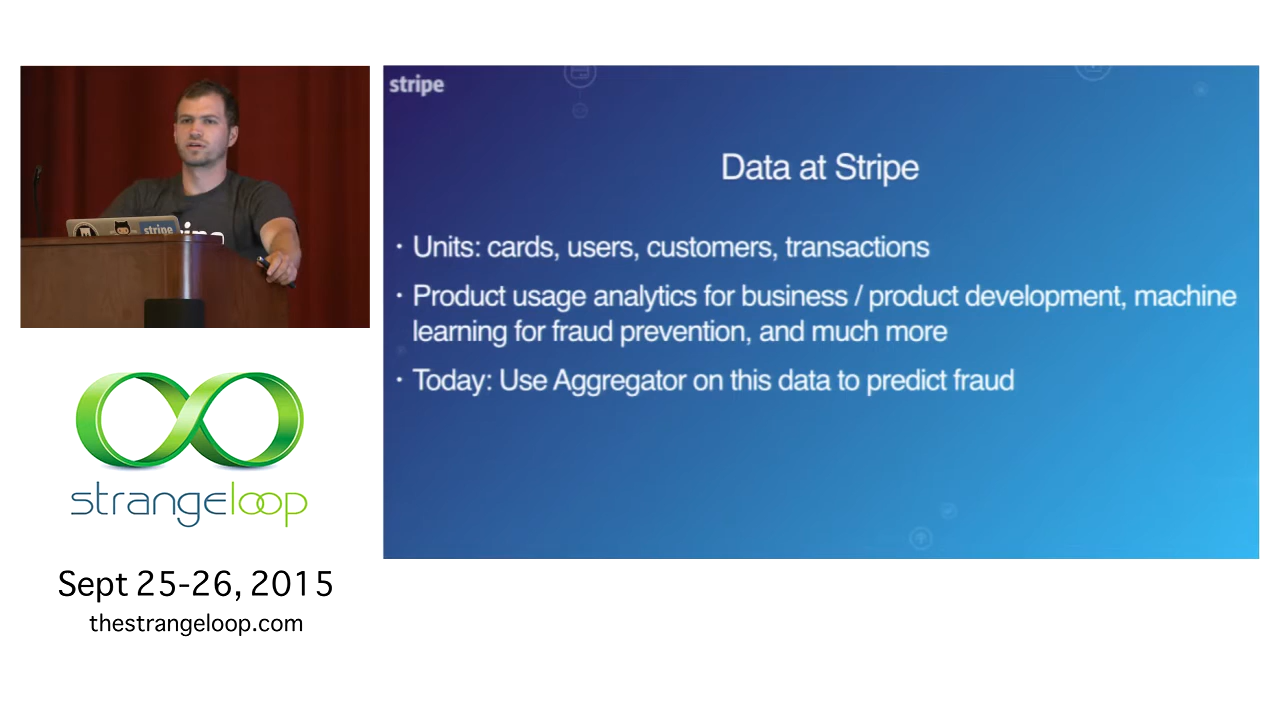 stripe
Data at Stripe
· Units: cards, users, customers, transactions
· Product usage analytics for business / product development, machine
learning for fraud prevention, and much more
· Today: Use Aggregator on this data to predict fraud
stripe
strangeloop
Sept 25-26, 2015
thestrangeloop.com